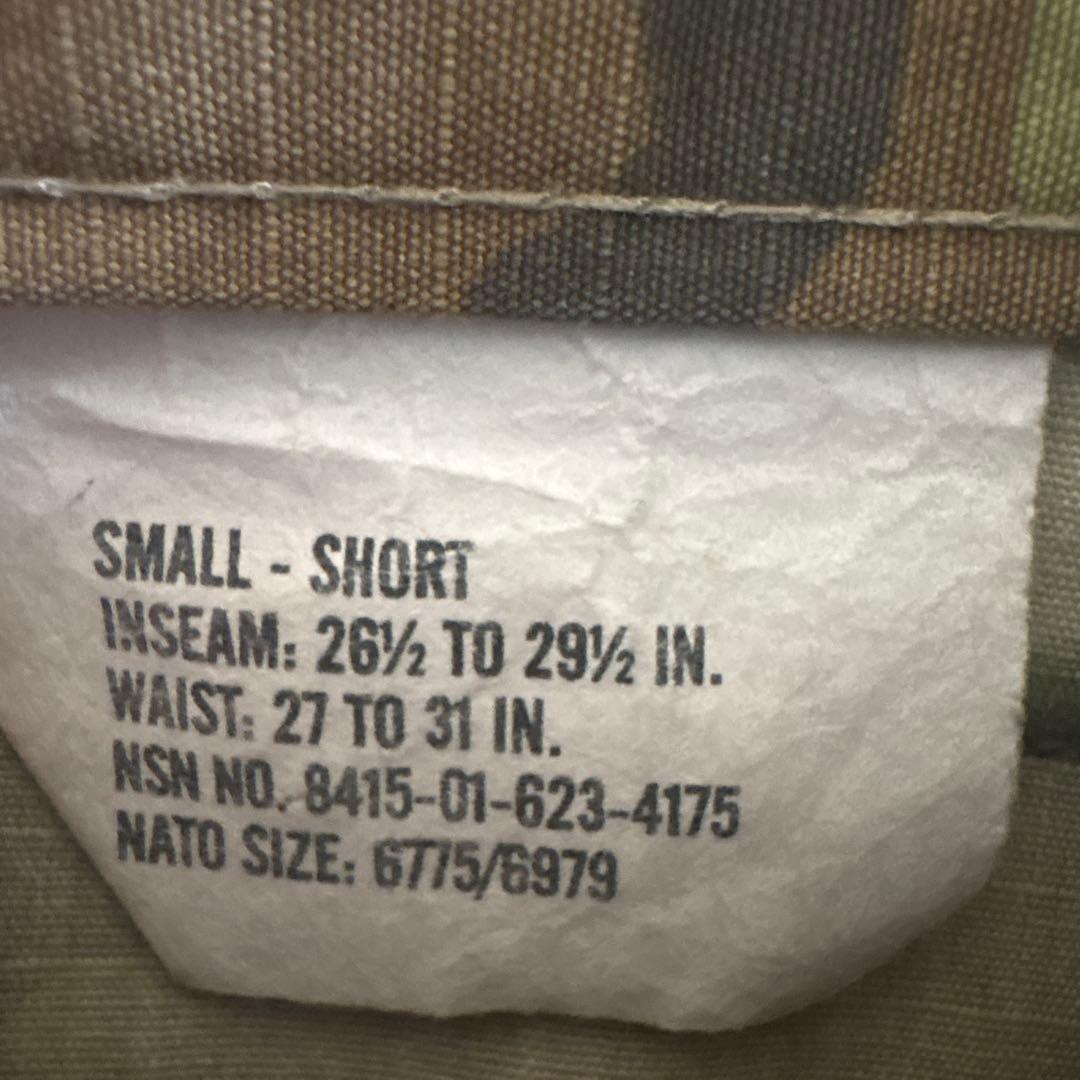 SMALL - SHORT
INSEAM: 26½ TO 29½ IN.
WAIST: 27 TO 31 IN.
NSN NO. 8415-01-623-4175
NATO SIZE: 6775/6979